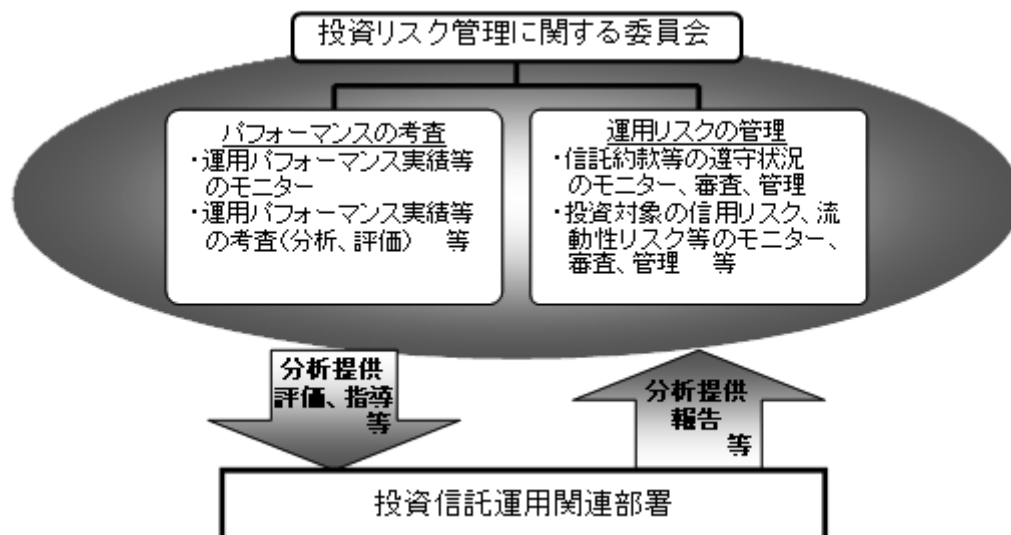 投資リスク管理に関する委員会
パフォーマンスの考査
・運用パフォーマンス実績等
のモニター
・運用パフォーマンス実績等
の考査(分析、評価) 等
運用リスクの管理
・信託約款等の遵守状況
のモニター、審査、管理
・投資対象の信用リスク、流
動性リスク等のモニター、
審査、管理 等
分析提供
評価、指導
等
分析提供
報告
等
投資信託運用関連部署